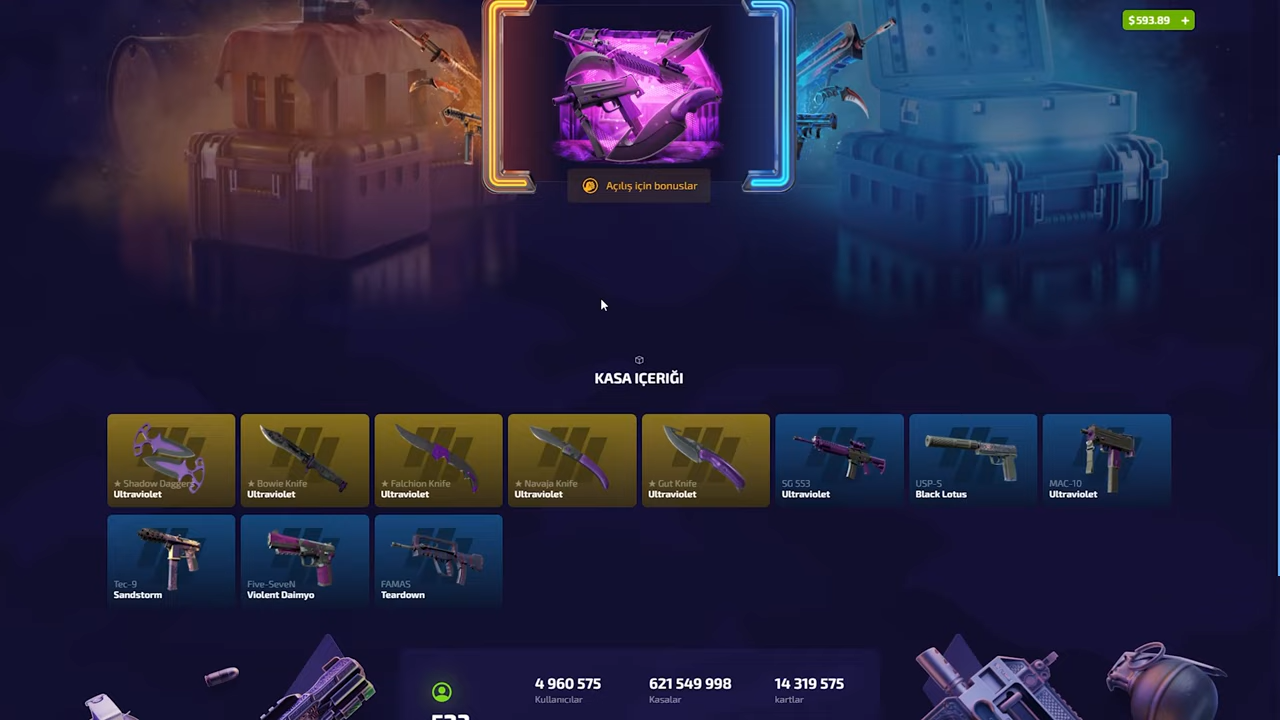 $593.89 +
Açılış için bonuslar
KASA IÇERIĞI
★ Shadow Daggers
Ultraviolet
★ Bowie Knife
Ultraviolet
★ Falchion Knife
Ultraviolet
★ Navaja Knife
Ultraviolet
★ Gut Knife
Ultraviolet
SG 553
Ultraviolet
USP-S
Black Lotus
MAC-10
Ultraviolet
Tec-9
Sandstorm
Five-SeveN
Violent Daimyo
FAMAS
Teardown
4 960 575
Kullanıcılar
621 549 998
Kasalar
14 319 575
kartlar